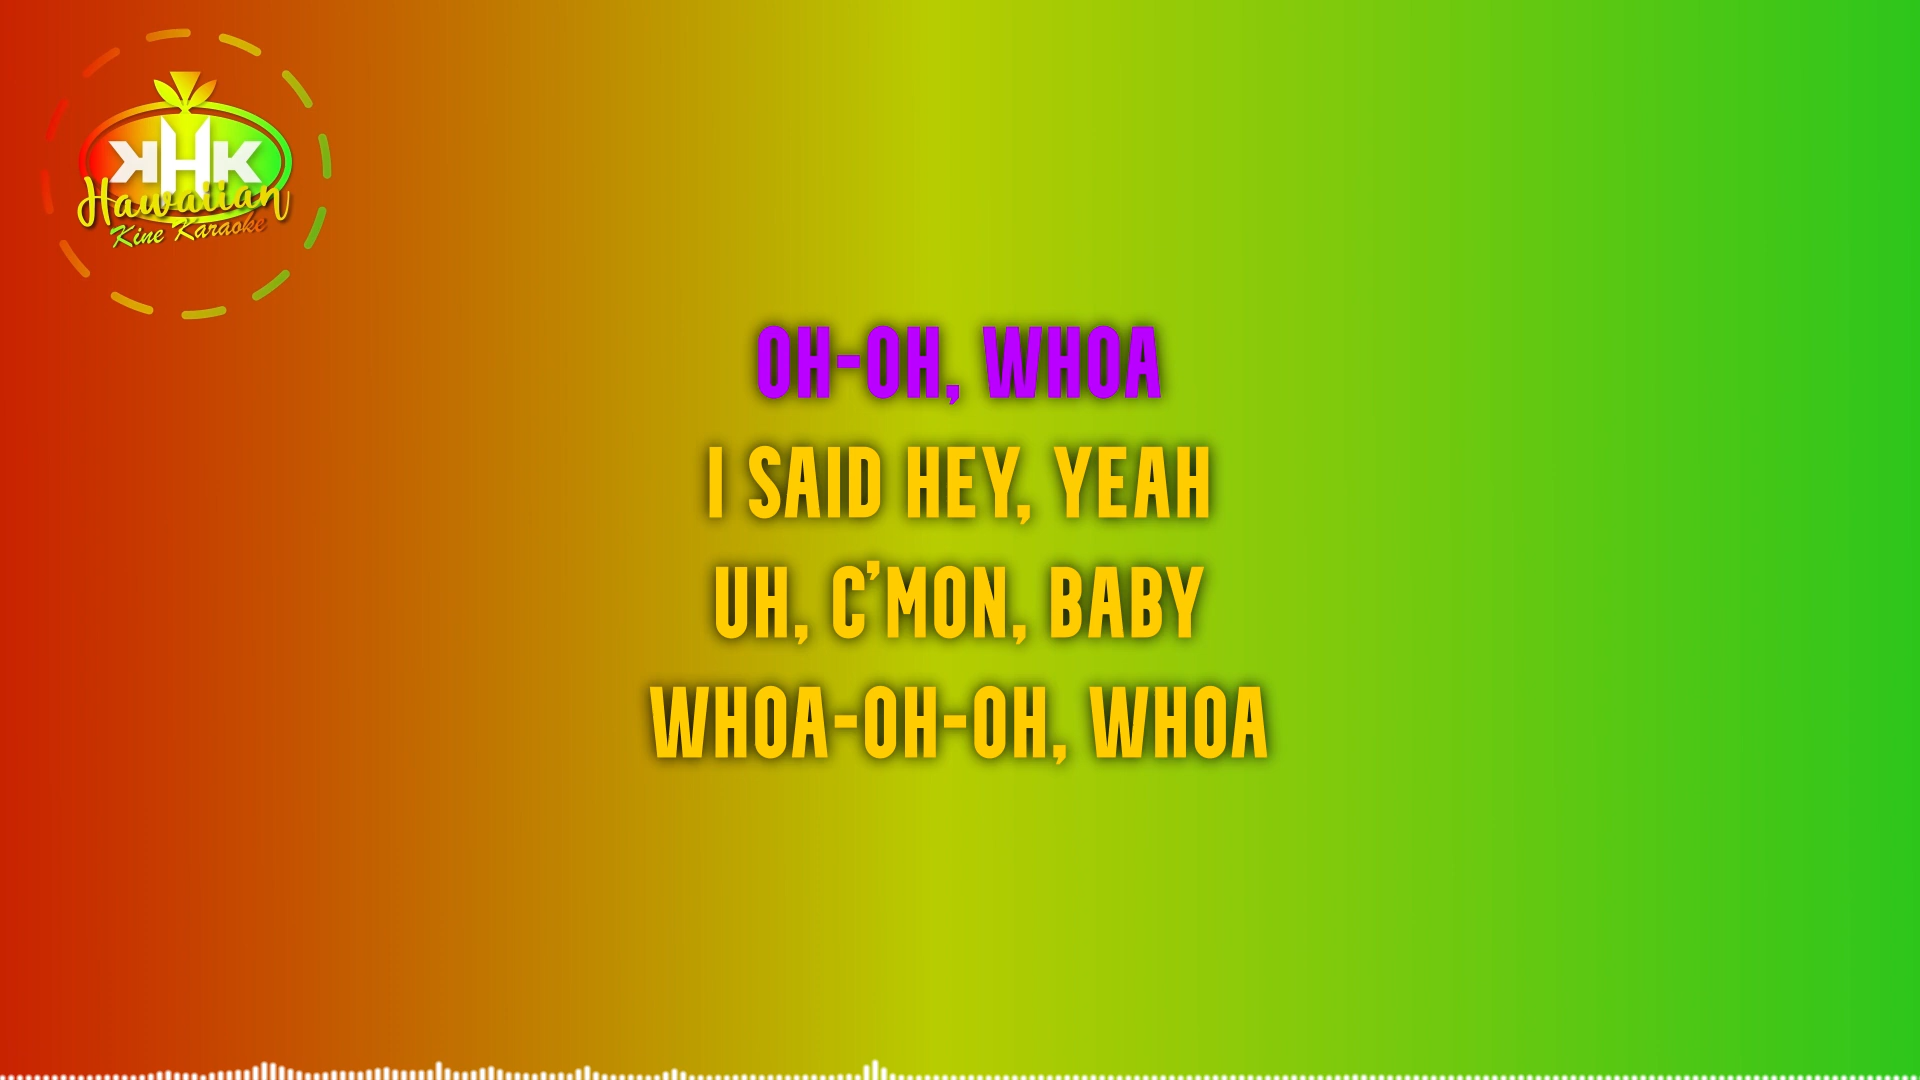 KHK
Hawaiian
Kine Karaoke
OH-OH, WHOA
I SAID HEY, YEAH
UH, C'MON, BABY
WHOA-OH-OH, WHOA